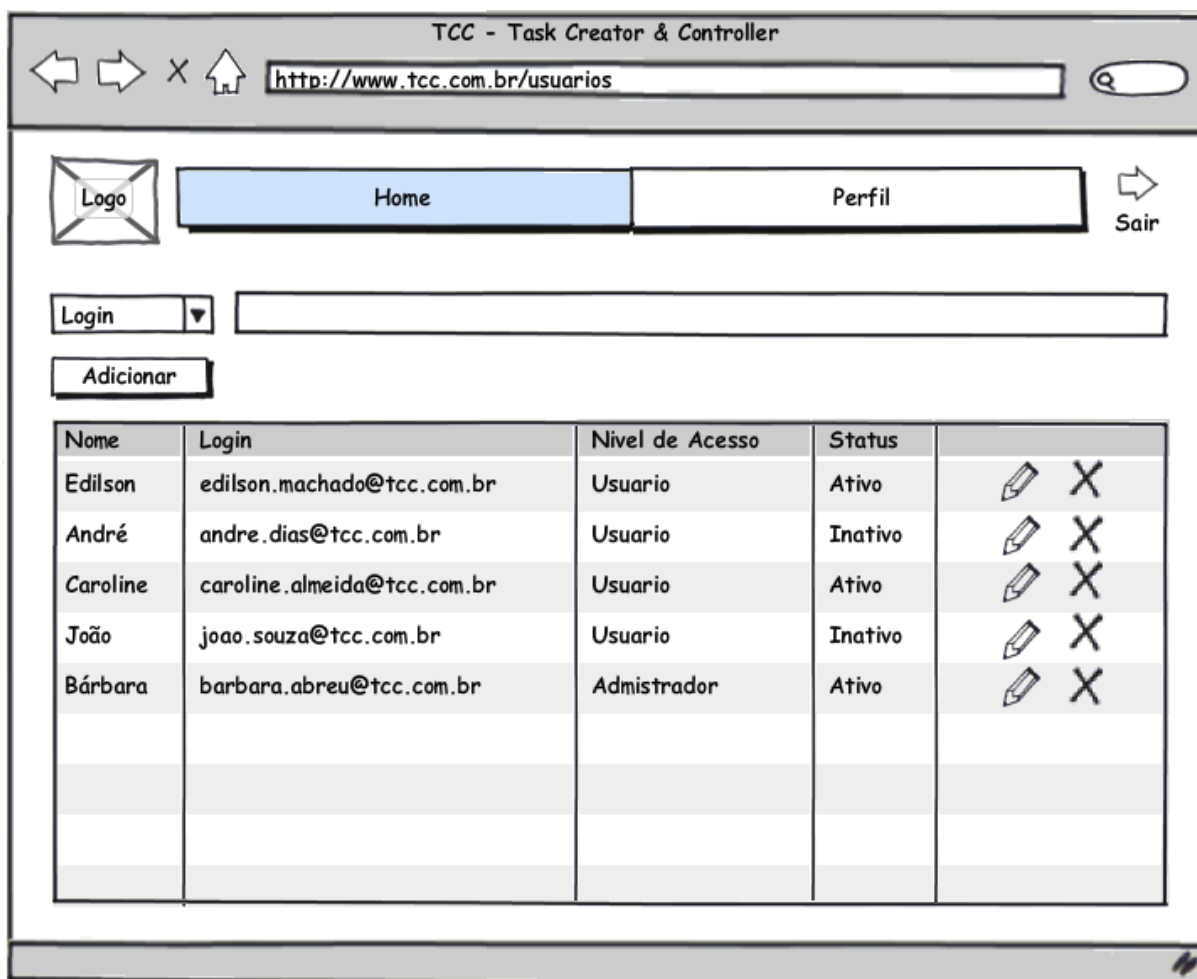 TCC - Task Creator & Controller
http://www.tcc.com.br/usuarios
Logo Home Perfil
Sair
Login
Adicionar
Nome Login Nivel de Acesso Status
Edilson edilson.machado@tcc.com.br Usuario Ativo
André andre.dias@tcc.com.br Usuario Inativo
Caroline caroline.almeida@tcc.com.br Usuario Ativo
João joao.souza@tcc.com.br Usuario Inativo
Bárbara barbara.abreu@tcc.com.br Admistrador Ativo